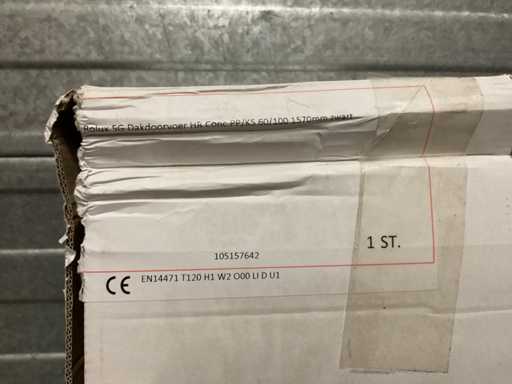 Rolux 5G Dakdoorvoer HR Conc PP/KS 60/100 1570mm zwart
105157642
1 ST.
CE EN14471 T120 H1 W2 O00 LI D U1